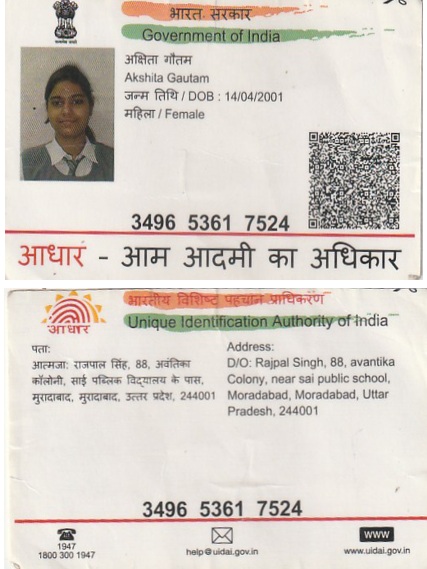 भारत सरकार
Government of India
अक्षिता गौतम
Akshita Gautam
जन्म तिथि / DOB : 14/04/2001
महिला / Female
3496 5361 7524
आधार - आम आदमी का अधिकार
भारतीय विशिष्ट पहचान प्राधिकरण
Unique Identification Authority of India
आधार
पता:
आत्मजा: राजपाल सिंह, 88, अवंतिका
कॉलोनी, साई पब्लिक विद्यालय के पास,
मुरादाबाद, मुरादाबाद, उत्तर प्रदेश, 244001
Address:
D/O: Rajpal Singh, 88, avantika
Colony, near sai public school,
Moradabad, Moradabad, Uttar
Pradesh, 244001
3496 5361 7524
1947
1800 300 1947
help@uidai.gov.in
www
www.uidai.gov.in